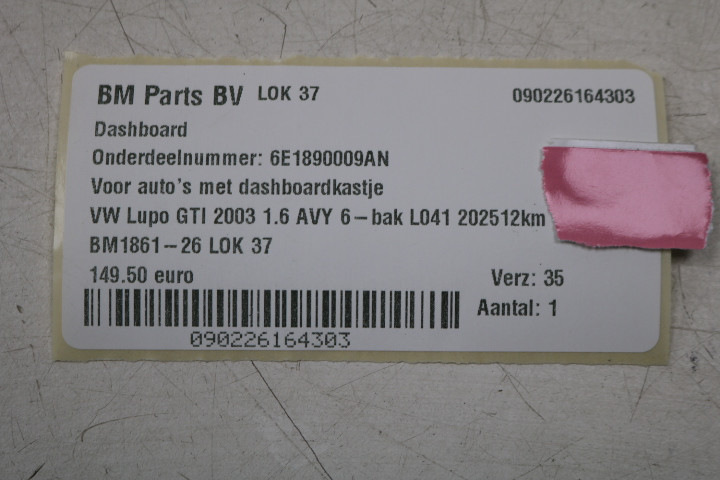 BM Parts BV LOK 37 090226164303
Dashboard
Onderdeelnummer: 6E1890009AN
Voor auto's met dashboardkastje
VW Lupo GTI 2003 1.6 AVY 6-bak L041 202512km
BM1861-26 LOK 37
149.50 euro Verz: 35
Aantal: 1
090226164303